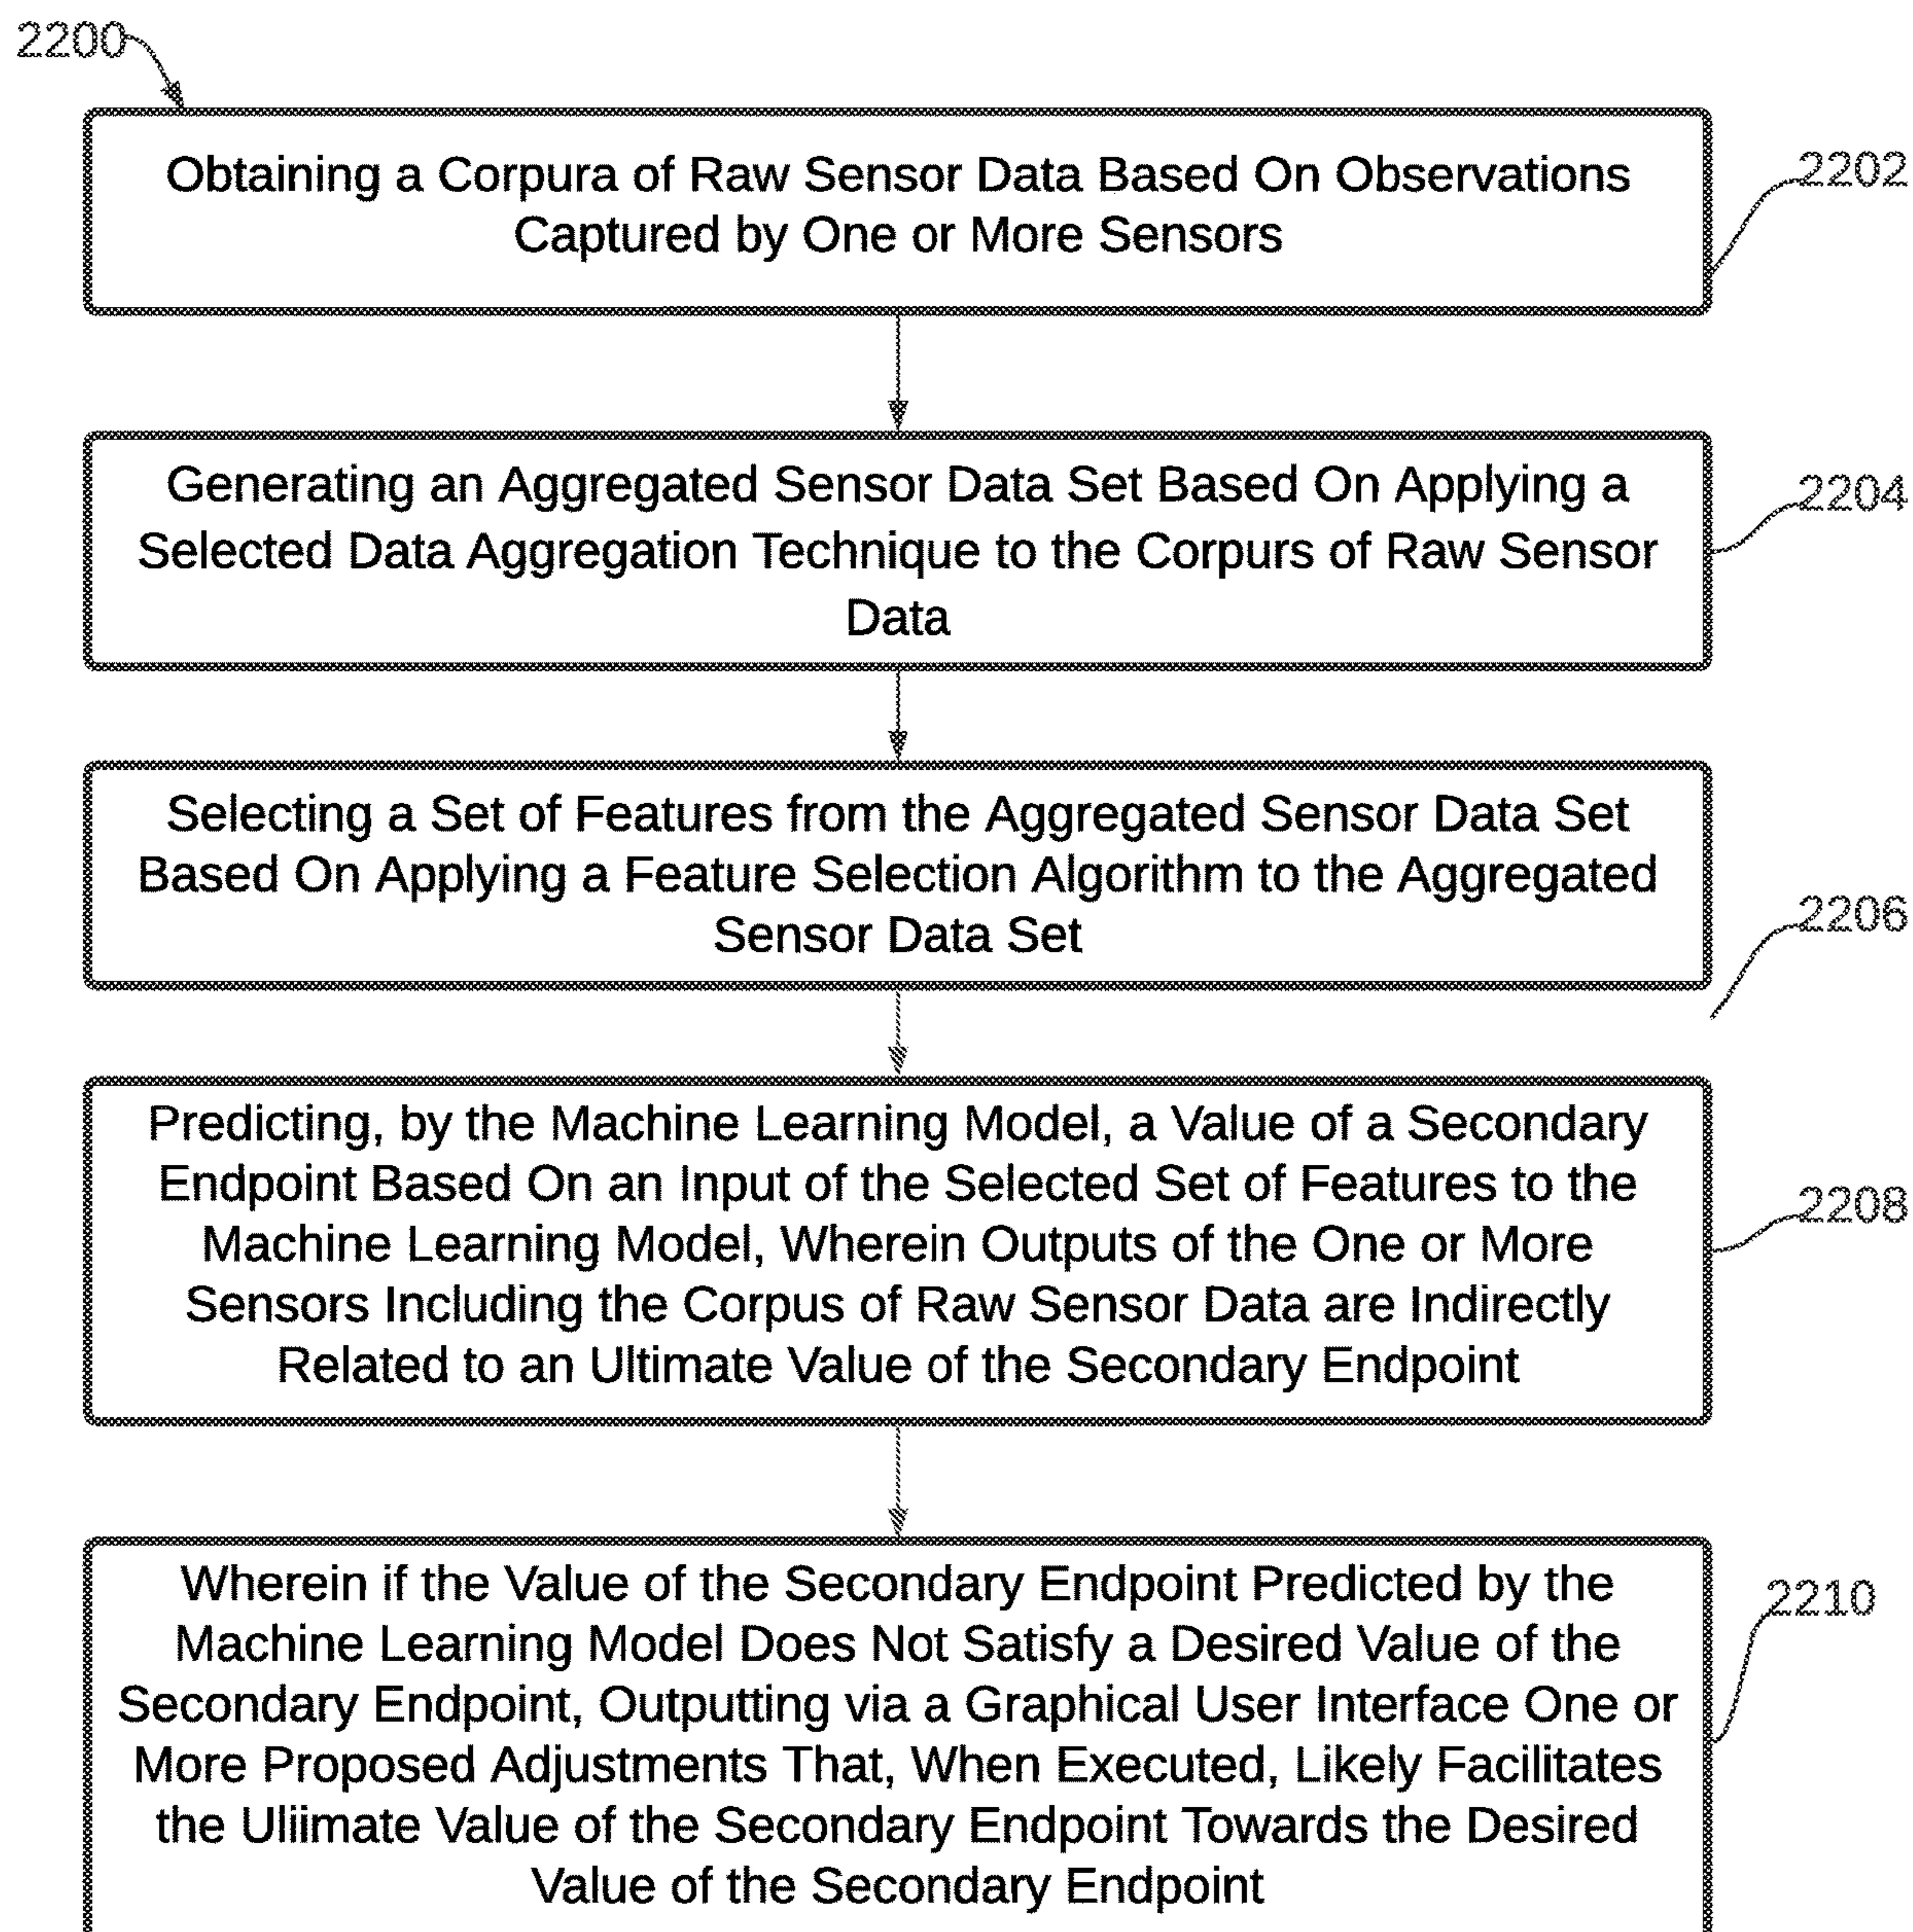 2200
Obtaining a Corpura of Raw Sensor Data Based On Observations
Captured by One or More Sensors
2202
Generating an Aggregated Sensor Data Set Based On Applying a
Selected Data Aggregation Technique to the Corpurs of Raw Sensor
Data
2204
Selecting a Set of Features from the Aggregated Sensor Data Set
Based On Applying a Feature Selection Algorithm to the Aggregated
Sensor Data Set
2206
Predicting, by the Machine Learning Model, a Value of a Secondary
Endpoint Based On an Input of the Selected Set of Features to the
Machine Learning Model, Wherein Outputs of the One or More
Sensors Including the Corpus of Raw Sensor Data are Indirectly
Related to an Ultimate Value of the Secondary Endpoint
2208
Wherein if the Value of the Secondary Endpoint Predicted by the
Machine Learning Model Does Not Satisfy a Desired Value of the
Secondary Endpoint, Outputting via a Graphical User Interface One or
More Proposed Adjustments That, When Executed, Likely Facilitates
the Uliimate Value of the Secondary Endpoint Towards the Desired
Value of the Secondary Endpoint
2210